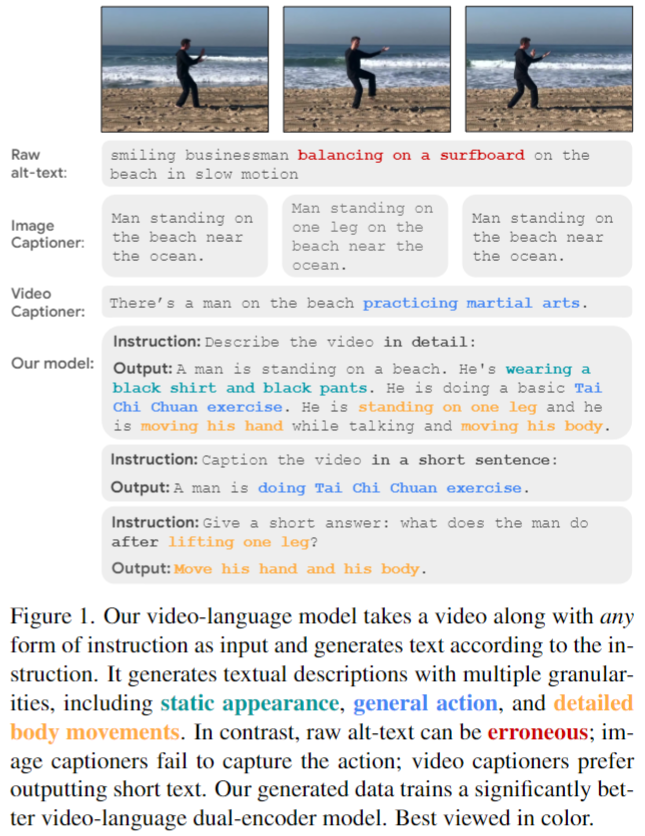 Raw
alt-text:
smiling businessman balancing on a surfboard on the
beach in slow motion
Image
Captioner:
Man standing on
the beach near
the ocean.
Man standing on
one leg on the
beach near the
ocean.
Man standing on
the beach near
the ocean.
Video
Captioner:
There's a man on the beach practicing martial arts.
Our model:
Instruction: Describe the video in detail:
Output: A man is standing on a beach. He's wearing a
black shirt and black pants. He is doing a basic Tai
Chi Chuan exercise. He is standing on one leg and he
is moving his hand while talking and moving his body.
Instruction: Caption the video in a short sentence:
Output: A man is doing Tai Chi Chuan exercise.
Instruction: Give a short answer: what does the man do
after lifting one leg?
Output: Move his hand and his body.
Figure 1. Our video-language model takes a video along with any
form of instruction as input and generates text according to the in-
struction. It generates textual descriptions with multiple granular-
ities, including static appearance, general action, and detailed
body movements. In contrast, raw alt-text can be erroneous; im-
age captioners fail to capture the action; video captioners prefer
outputting short text. Our generated data trains a significantly bet-
ter video-language dual-encoder model. Best viewed in color.